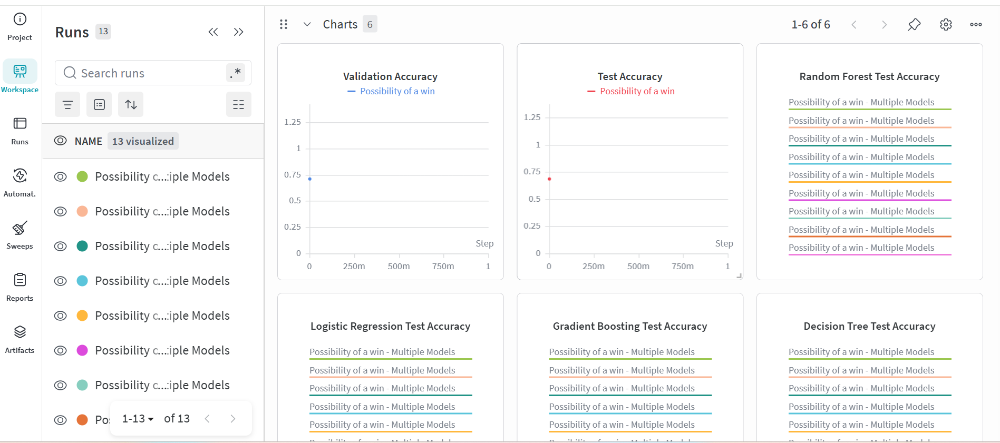 Project
Workspace
Runs
Automat.
Sweeps
Reports
Artifacts
Runs 13
Search runs .*
NAME 13 visualized
Possibility c...:iple Models
Possibility c...:iple Models
Possibility c...:iple Models
Possibility c...:iple Models
Possibility c...:iple Models
Possibility c...:iple Models
Possibility c...:iple Models
1-13 of 13
Charts 6
1-6 of 6
Validation Accuracy
Possibility of a win
1.25
1
0.75
0.5
0.25
0
Step
0 250m 500m 750m 1
Test Accuracy
Possibility of a win
1.25
1
0.75
0.5
0.25
0
Step
0 250m 500m 750m 1
Random Forest Test Accuracy
Possibility of a win - Multiple Models
Possibility of a win - Multiple Models
Possibility of a win - Multiple Models
Possibility of a win - Multiple Models
Possibility of a win - Multiple Models
Possibility of a win - Multiple Models
Possibility of a win - Multiple Models
Possibility of a win - Multiple Models
Possibility of a win - Multiple Models
Logistic Regression Test Accuracy
Possibility of a win - Multiple Models
Possibility of a win - Multiple Models
Possibility of a win - Multiple Models
Possibility of a win - Multiple Models
Possibility of a win - Multiple Models
Gradient Boosting Test Accuracy
Possibility of a win - Multiple Models
Possibility of a win - Multiple Models
Possibility of a win - Multiple Models
Possibility of a win - Multiple Models
Possibility of a win - Multiple Models
Decision Tree Test Accuracy
Possibility of a win - Multiple Models
Possibility of a win - Multiple Models
Possibility of a win - Multiple Models
Possibility of a win - Multiple Models
Possibility of a win - Multiple Models